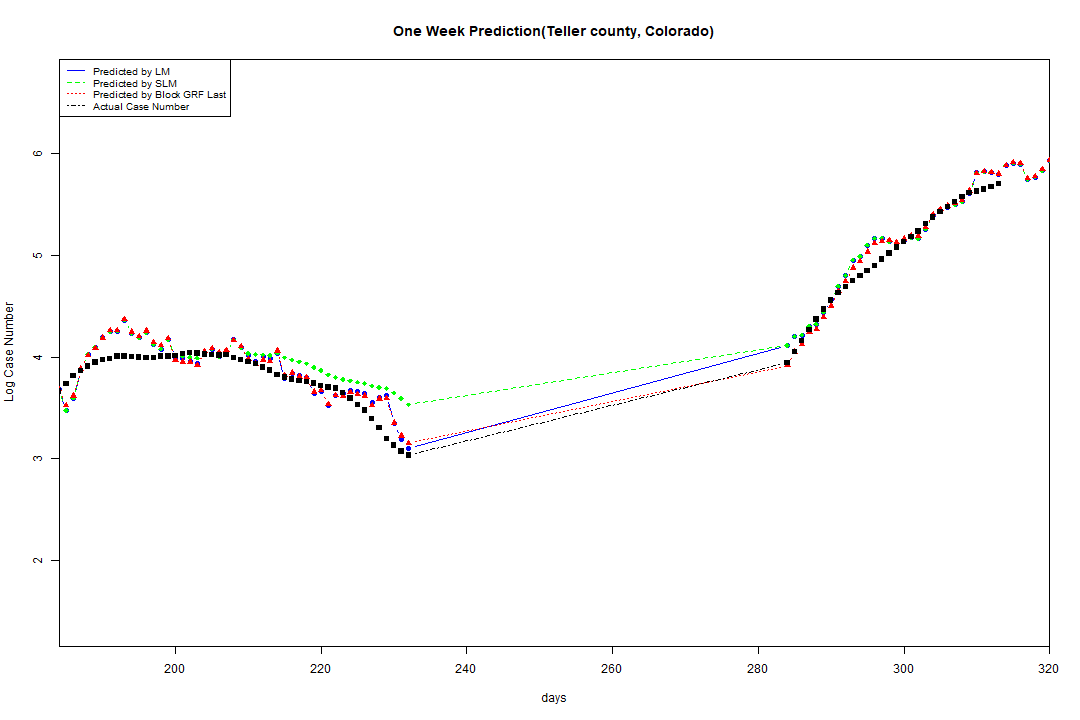 One Week Prediction(Teller county, Colorado)
Predicted by LM
Predicted by SLM
Predicted by Block GRF Last
Actual Case Number
Log Case Number
6
5
4
3
2
200
220
240
260
280
300
320
days